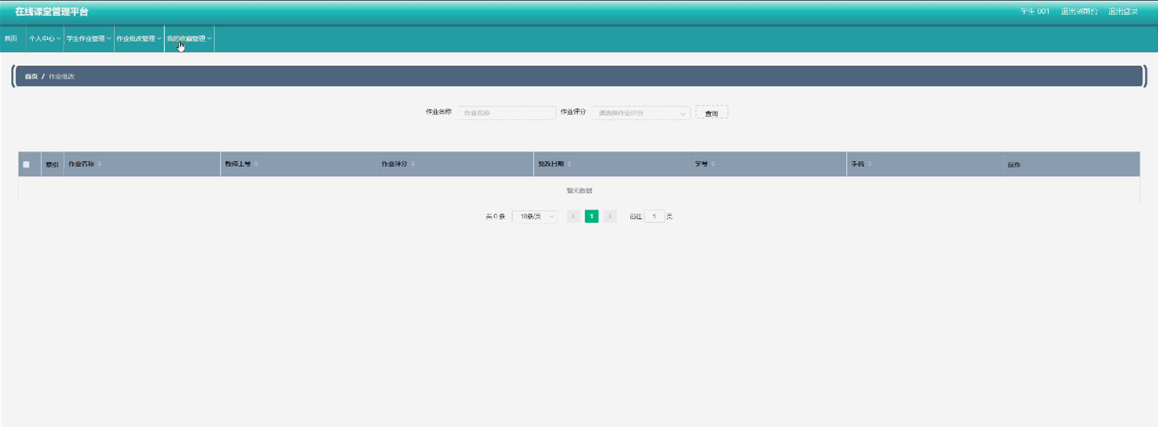 在线课堂管理平台
学生 001 退出到前台 退出登录
首页 个人中心 学生作业管理 作业批改管理 我的收藏管理
首页 / 作业批改
作业名称 作业名称 作业评分 请选择作业评分 查询
索引 作业名称 教师工号 作业评分 批改日期 学号 手机 操作
暂无数据
共 0 条 10条/页 1 前往 1 页